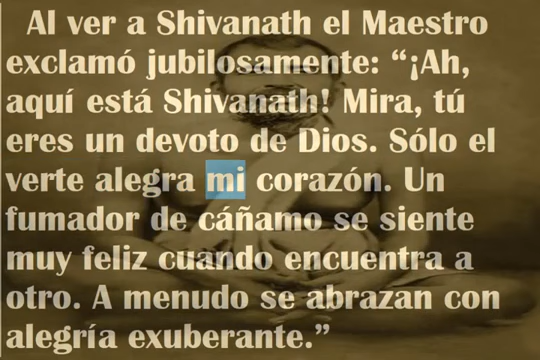 Al ver a Shivanath el Maestro
exclamó jubilosamente: “¡Ah,
aquí está Shivanath! Mira, tú
eres un devoto de Dios. Sólo el
verte alegra mi corazón. Un
fumador de cáñamo se siente
muy feliz cuando encuentra a
otro. A menudo se abrazan con
alegría exuberante.”